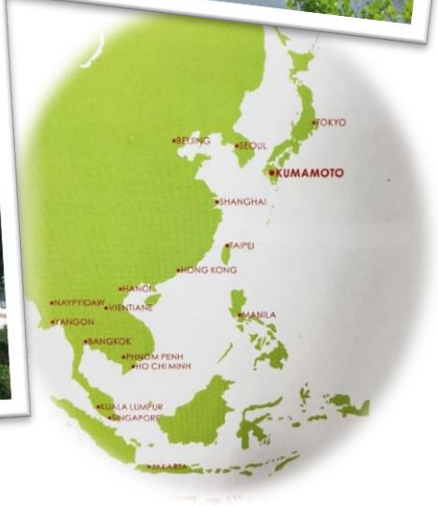 TOKYO
BEIJING
SEOUL
KUMAMOTO
SHANGHAI
TAIPEI
HONG KONG
HANOI
NAYPYIDAW
VIENTIANE
YANGON
MANILA
BANGKOK
PHNOM PENH
HO CHI MINH
KUALA LUMPUR
SINGAPORE
JAKARTA